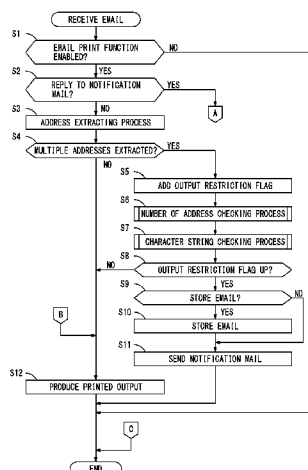 RECEIVE EMAIL
S1
EMAIL PRINT FUNCTION
ENABLED?
NO
YES
S2
REPLY TO NOTIFICATION
MAIL?
YES
NO
A
S3
ADDRESS EXTRACTING PROCESS
S4
MULTIPLE ADDRESSES EXTRACTED?
YES
NO
S5
ADD OUTPUT RESTRICTION FLAG
S6
NUMBER OF ADDRESS CHECKING PROCESS
S7
CHARACTER STRING CHECKING PROCESS
S8
NO
OUTPUT RESTRICTION FLAG UP?
YES
S9
STORE EMAIL?
NO
YES
S10
STORE EMAIL
B
S11
SEND NOTIFICATION MAIL
S12
PRODUCE PRINTED OUTPUT
C
END